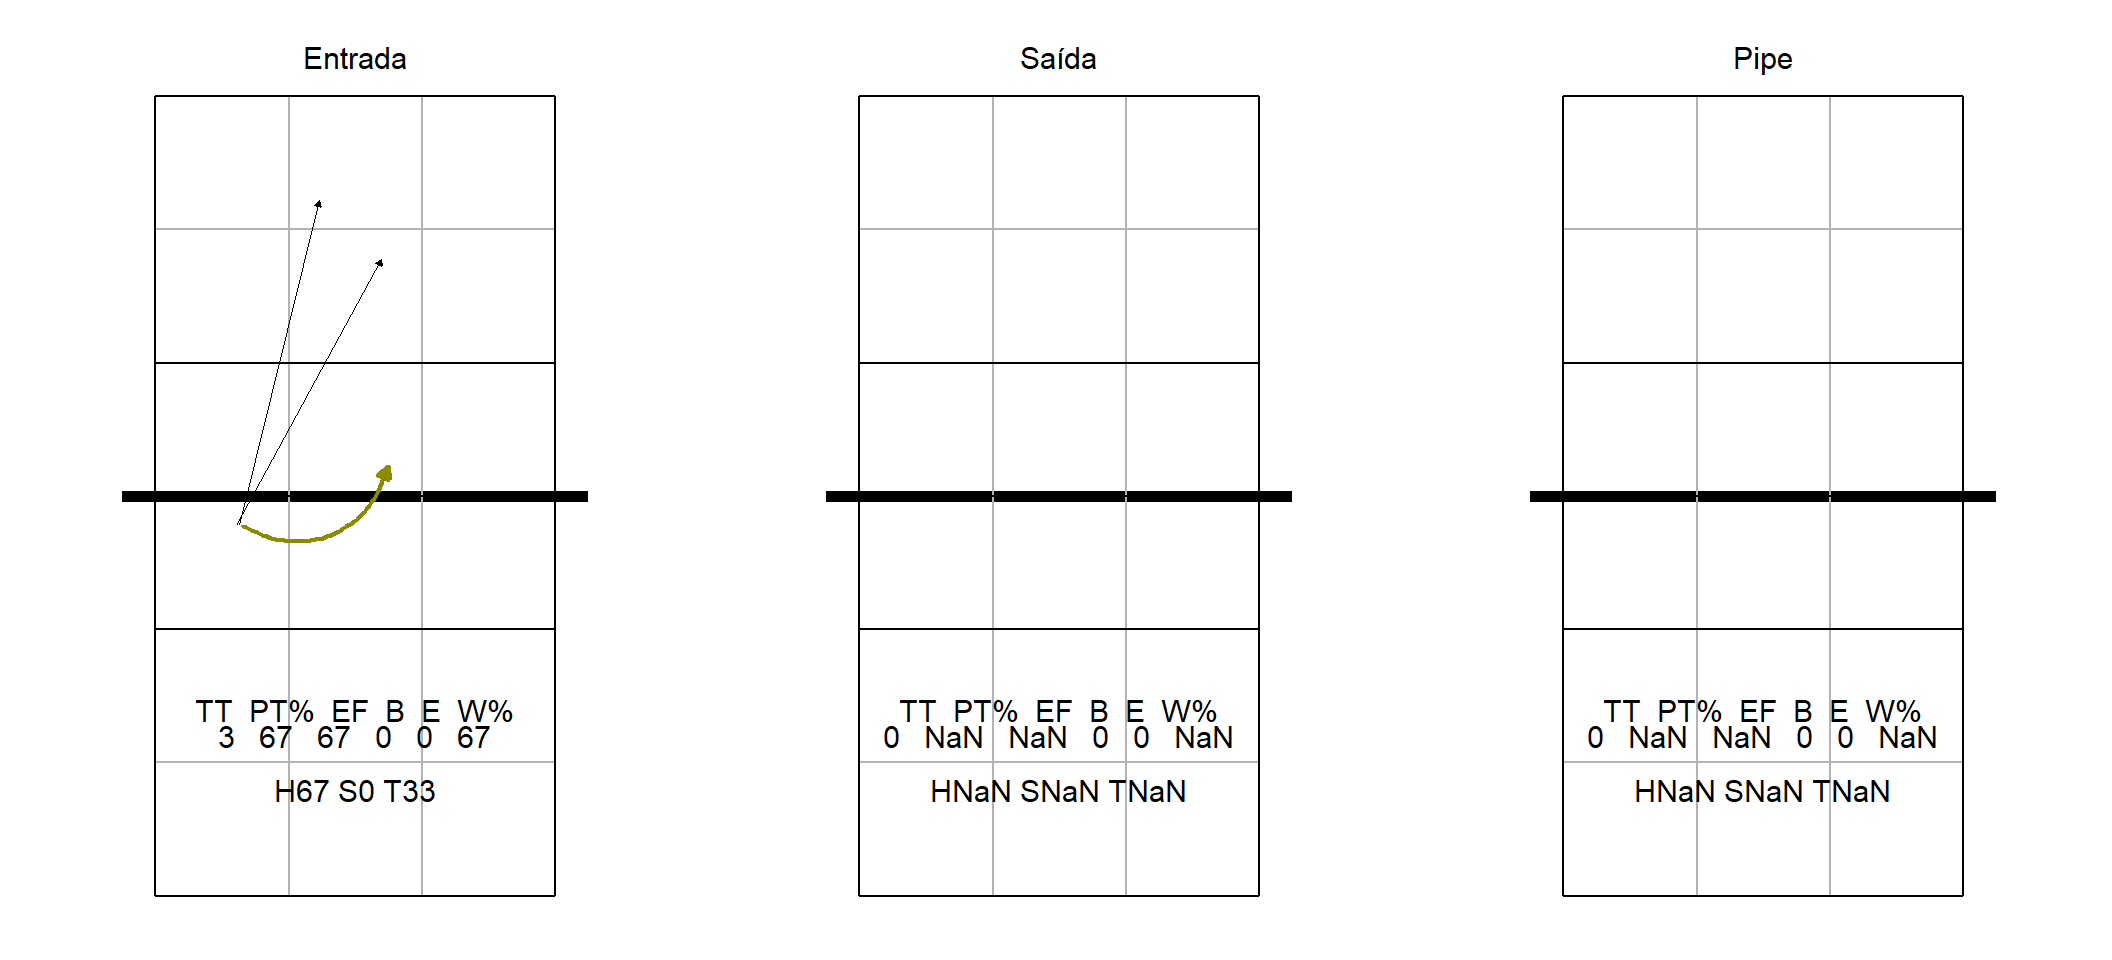 Entrada
TT PT% EF B E W%
3 67 67 0 0 67
H67 S0 T33
Saída
TT PT% EF B E W%
0 NaN NaN 0 0 NaN
HNaN SNaN TNaN
Pipe
TT PT% EF B E W%
0 NaN NaN 0 0 NaN
HNaN SNaN TNaN